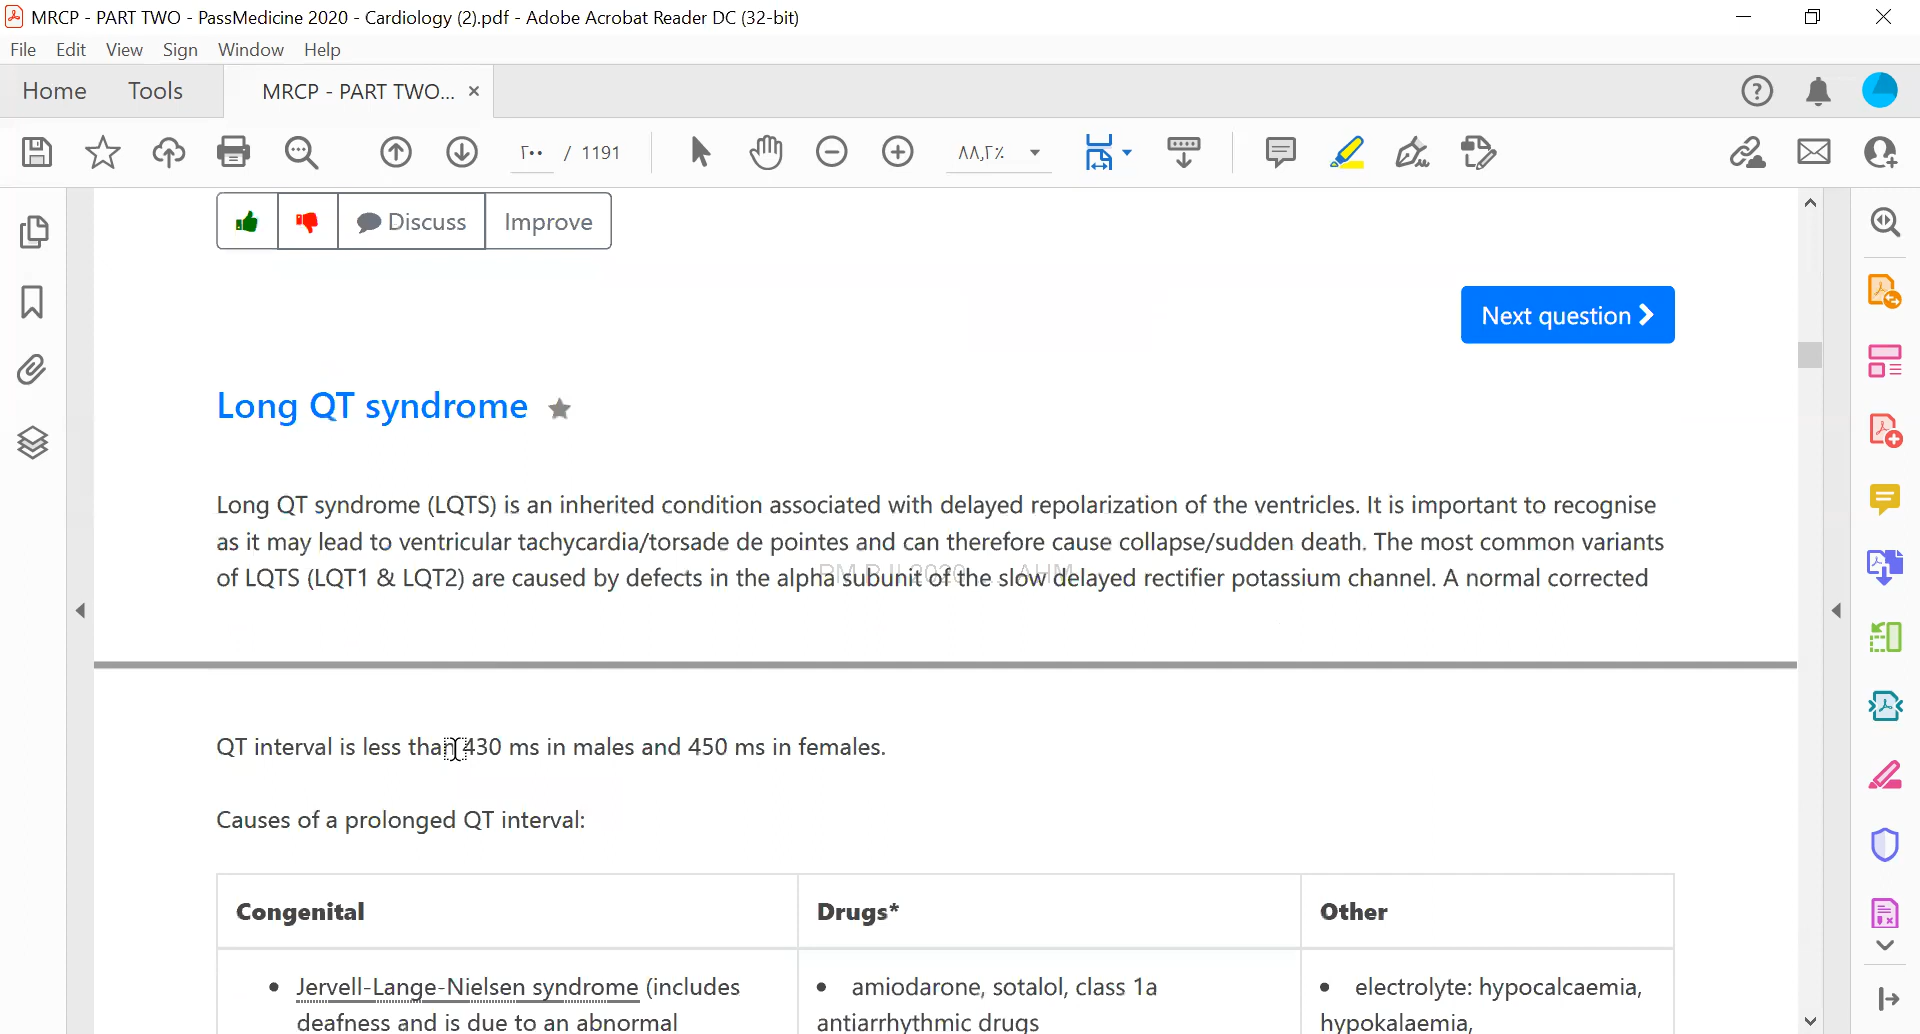 MRCP - PART TWO - PassMedicine 2020 - Cardiology (2).pdf - Adobe Acrobat Reader DC (32-bit)
File Edit View Sign Window Help
Home Tools MRCP - PART TWO... ×
٢٠٠ / 1191 ٨٨,٢٪
Discuss Improve
Next question
Long QT syndrome
Long QT syndrome (LQTS) is an inherited condition associated with delayed repolarization of the ventricles. It is important to recognise
as it may lead to ventricular tachycardia/torsade de pointes and can therefore cause collapse/sudden death. The most common variants
of LQTS (LQT1 & LQT2) are caused by defects in the alpha subunit of the slow delayed rectifier potassium channel. A normal corrected
QT interval is less than 430 ms in males and 450 ms in females.
Causes of a prolonged QT interval:
Congenital Drugs* Other
• Jervell-Lange-Nielsen syndrome (includes • amiodarone, sotalol, class 1a • electrolyte: hypocalcaemia,
deafness and is due to an abnormal antiarrhythmic drugs hypokalaemia,